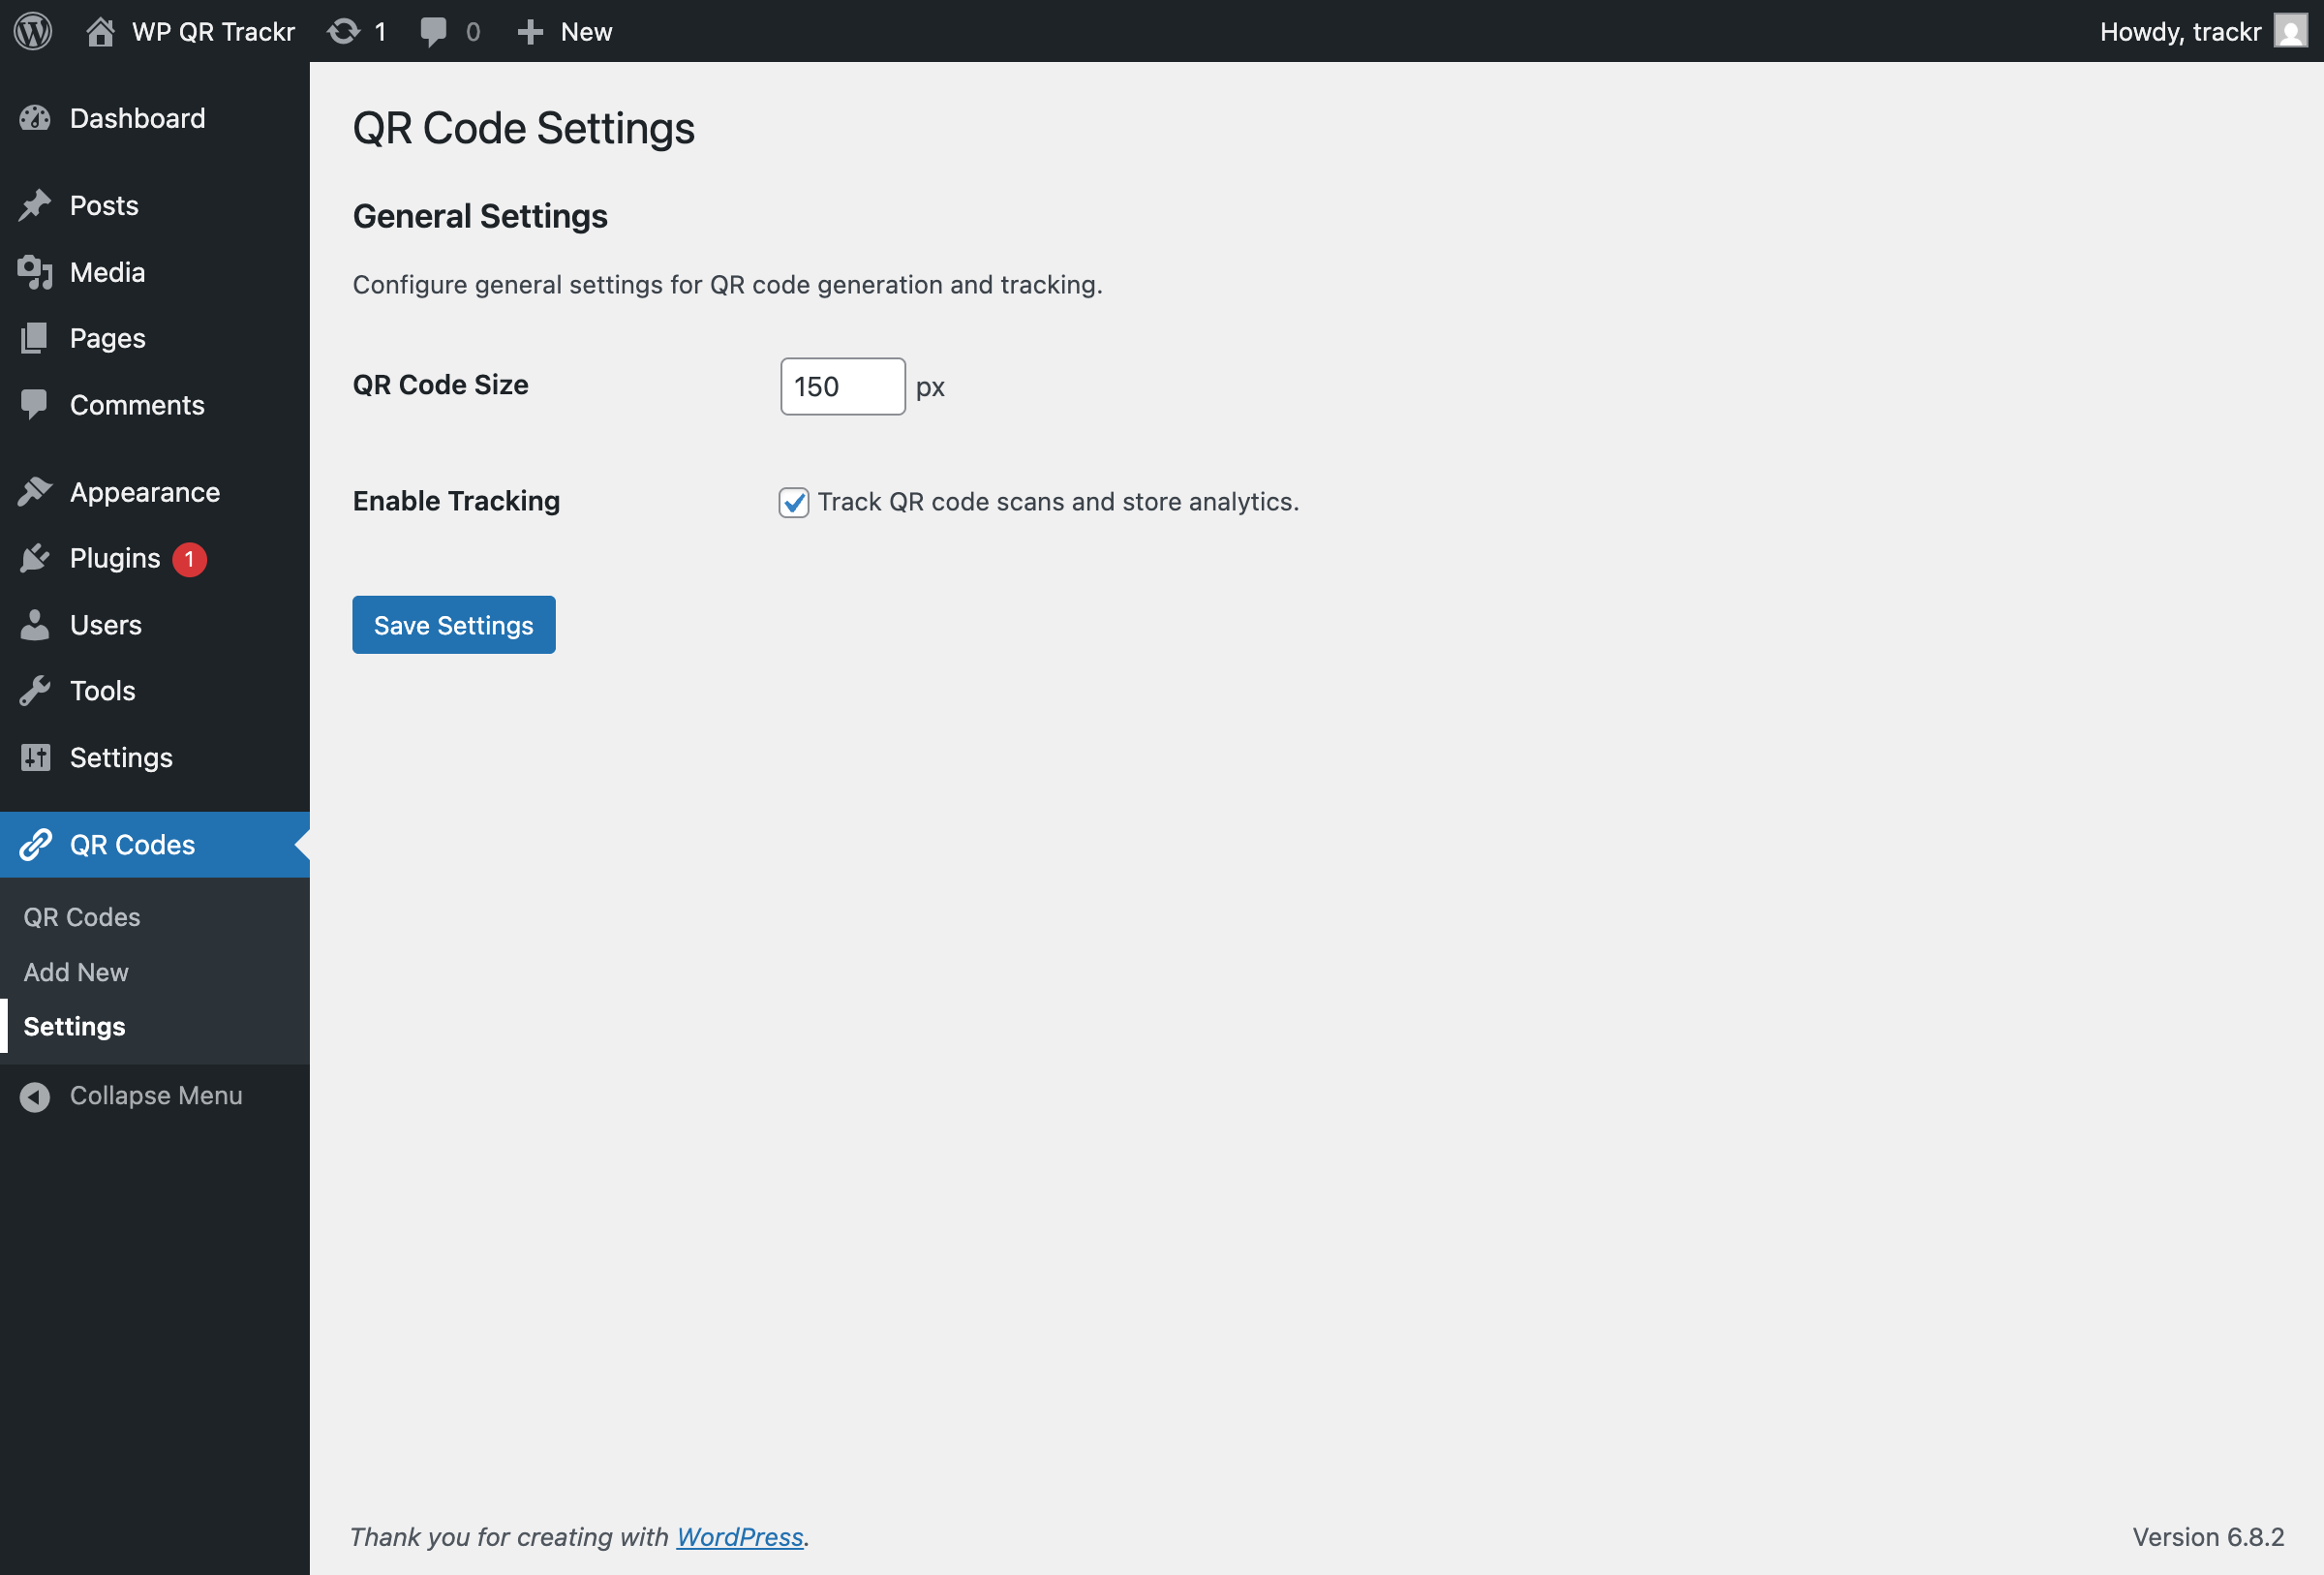 WP QR Trackr 1 0 New Howdy, trackr
Dashboard
Posts
Media
Pages
Comments
Appearance
Plugins 1
Users
Tools
Settings
QR Codes
QR Codes
Add New
Settings
Collapse Menu
QR Code Settings
General Settings
Configure general settings for QR code generation and tracking.
QR Code Size 150 px
Enable Tracking Track QR code scans and store analytics.
Save Settings
Thank you for creating with WordPress. Version 6.8.2